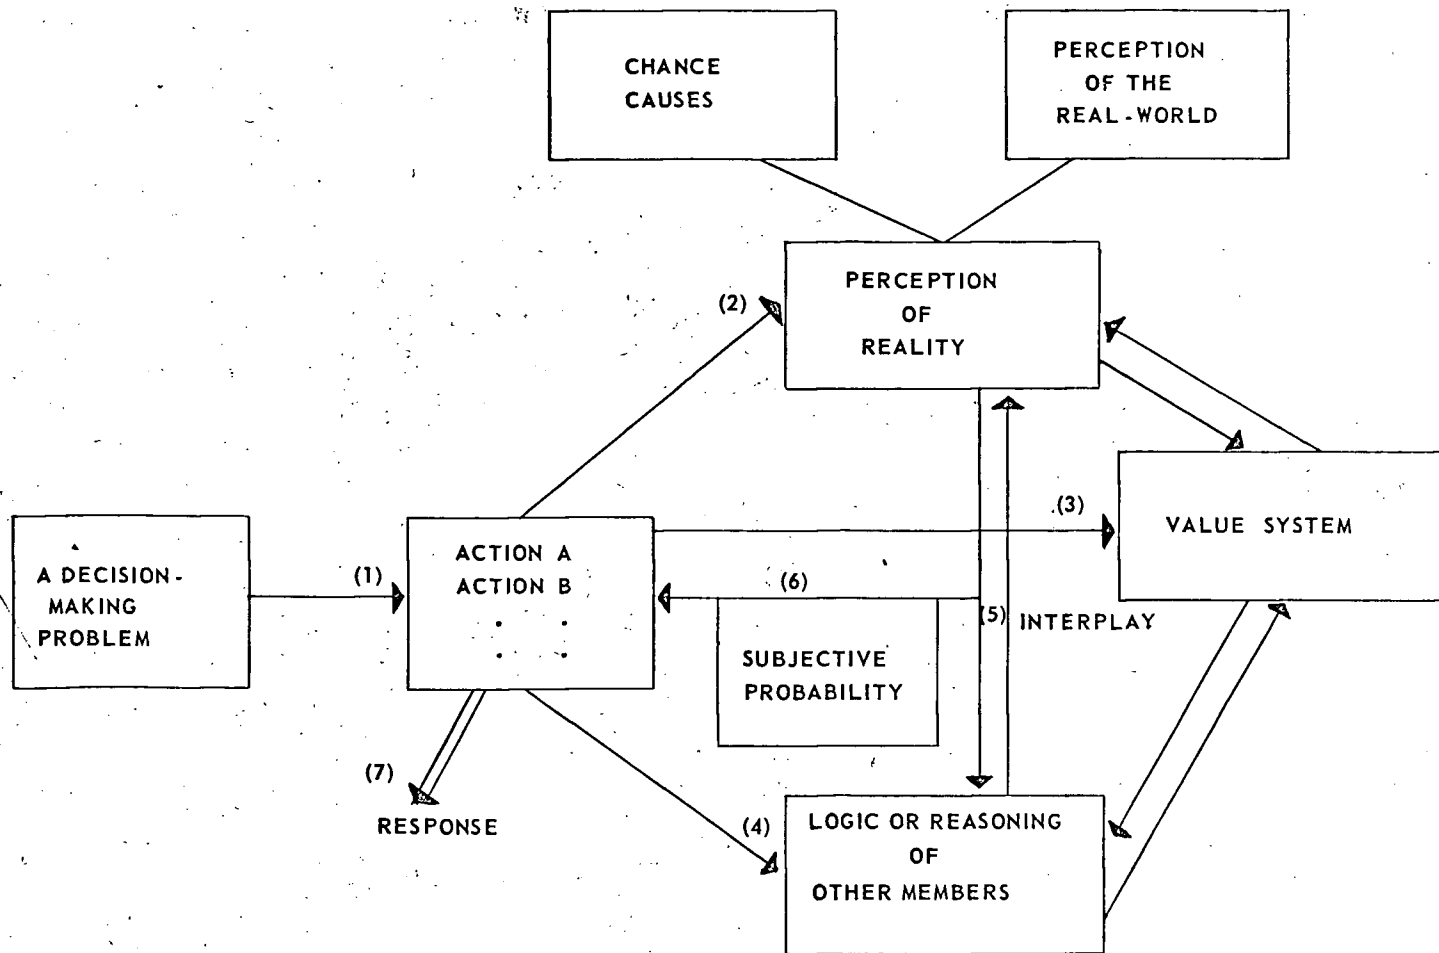 CHANCE
CAUSES
PERCEPTION
OF THE
REAL-WORLD
PERCEPTION
OF
REALITY
(2)
(3)
VALUE SYSTEM
A DECISION-
MAKING
PROBLEM
(1)
ACTION A
ACTION B
(6)
(5) INTERPLAY
SUBJECTIVE
PROBABILITY
(7)
RESPONSE
(4)
LOGIC OR REASONING
OF
OTHER MEMBERS